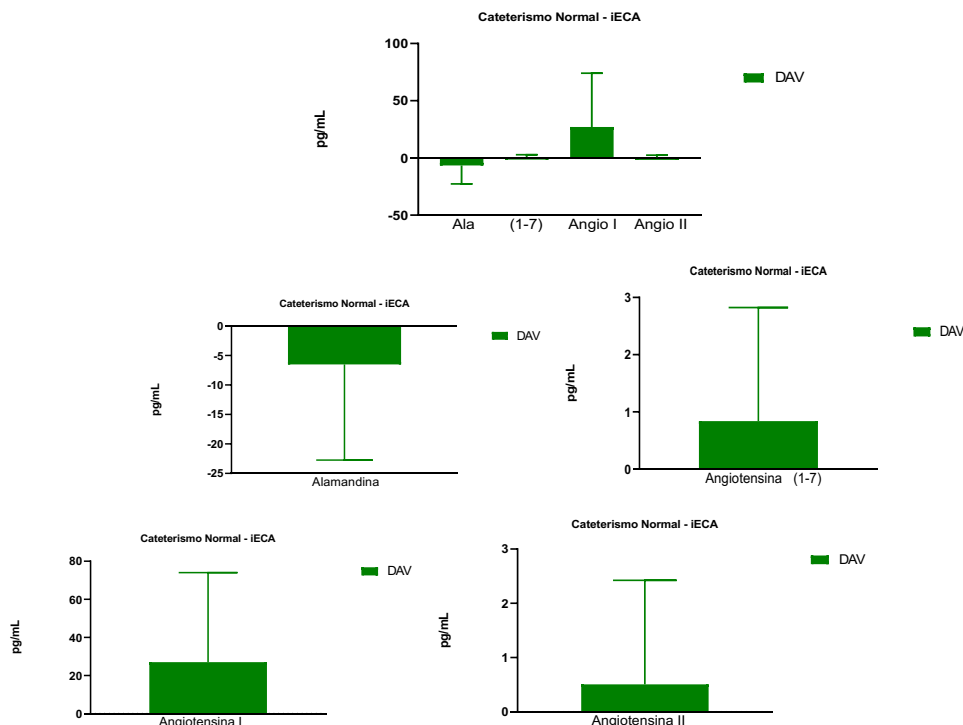 Cateterismo Normal - iECA
100
50
0
-50
pg/mL
Ala (1-7) Angio I Angio II
DAV
Cateterismo Normal - iECA
0
-5
-10
-15
-20
-25
pg/mL
Alamandina
DAV
Cateterismo Normal - iECA
3
2
1
0
pg/mL
Angiotensina (1-7)
DAV
Cateterismo Normal - iECA
80
60
40
20
0
pg/mL
Angiotensina I
DAV
Cateterismo Normal - iECA
3
2
1
0
pg/mL
Angiotensina II
DAV